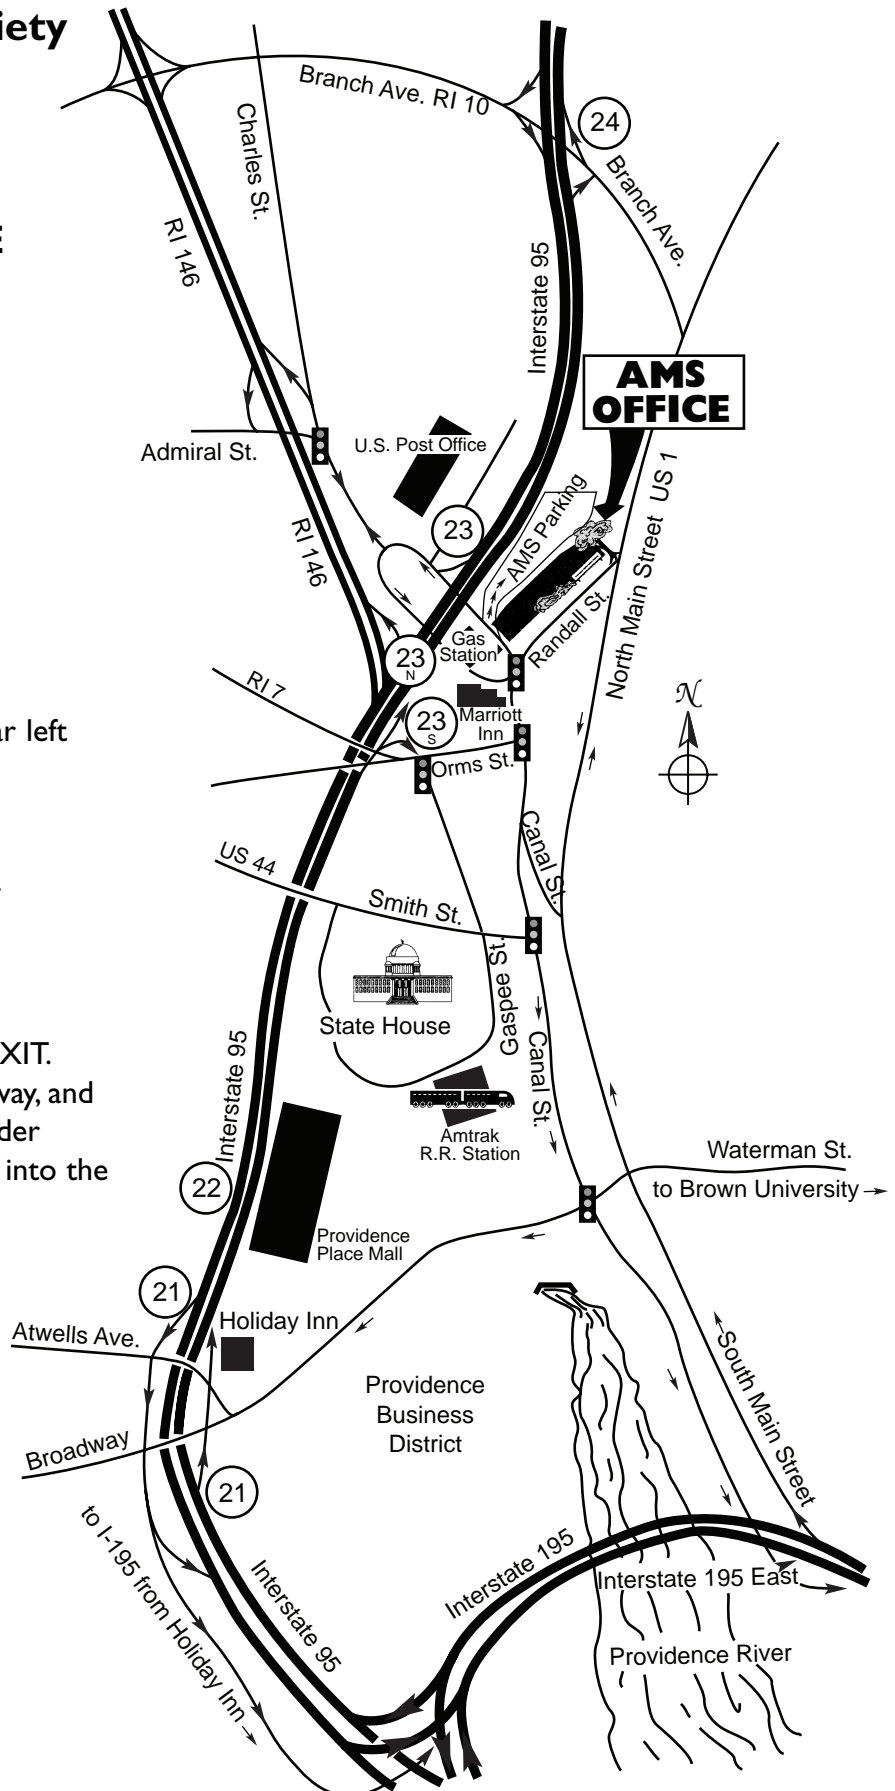 iety
Branch Ave. RI 10
24
Charles St.
Branch Ave.
E
RI 146
Interstate 95
AMS
OFFICE
Admiral St.
U.S. Post Office
North Main Street US 1
AMS Parking
23
RI 146
Randall St.
Gas
Station
23
N
RI 7
23
S
Marriott
Inn
N
ar left
Orms St.
Canal St.
US 44
Smith St.
Gaspee St.
State House
Canal St.
XIT.
way, and
der
into the
Interstate 95
Amtrak
R.R. Station
Waterman St.
to Brown University
22
Providence
Place Mall
21
Holiday Inn
Atwells Ave.
Providence
Business
District
South Main Street
Broadway
21
to I-195 from Holiday Inn
Interstate 95
Interstate 195
Interstate 195 East
Providence River